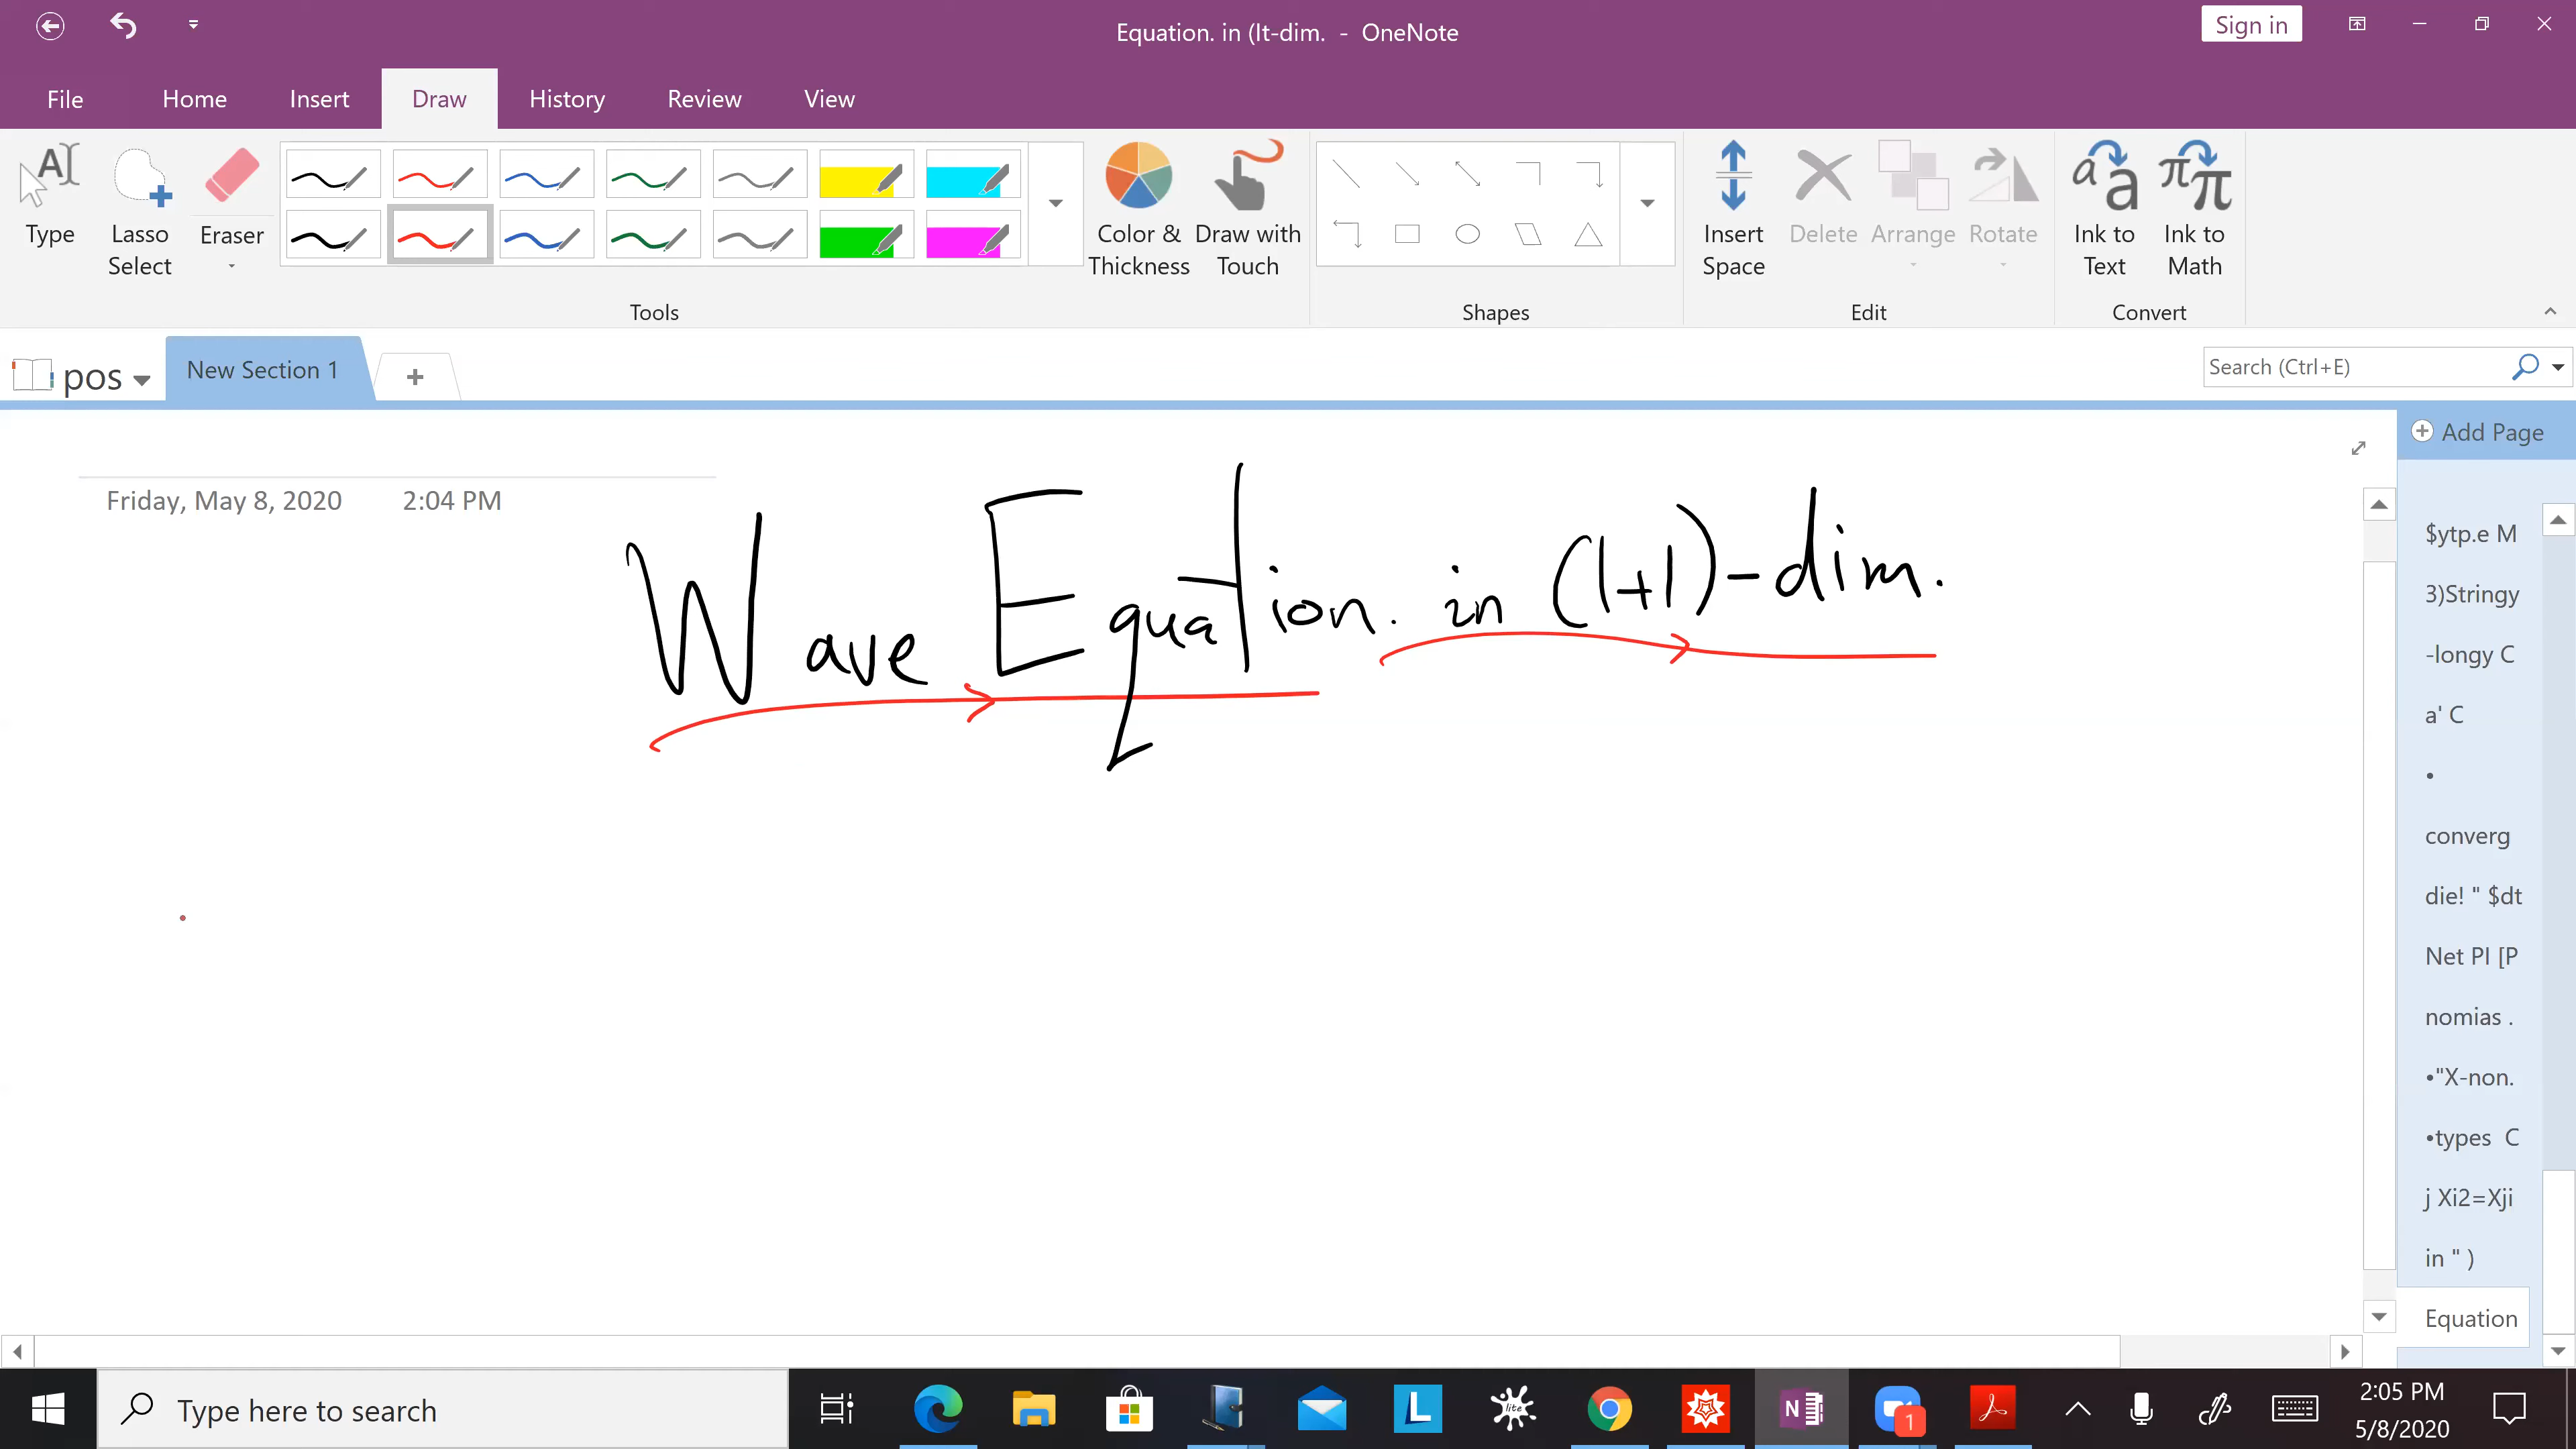 Equation. in (It-dim. - OneNote
Sign in
File Home Insert Draw History Review View
Type
Lasso Select
Eraser
Color & Thickness
Draw with Touch
Insert Space
Delete
Arrange
Rotate
Ink to Text
Ink to Math
Tools Shapes Edit Convert
pos
New Section 1
+
Search (Ctrl+E)
Add Page
Friday, May 8, 2020 2:04 PM
Wave Equation. in (1+1)-dim.
$ytp.e M
3)Stringy
-longy C
a' C
•
converg
die! " $dt
Net PI [P
nomias .
•"X-non.
•types C
j Xi2=Xji
in " )
Equation
Type here to search
L
lite
N
1
2:05 PM
5/8/2020